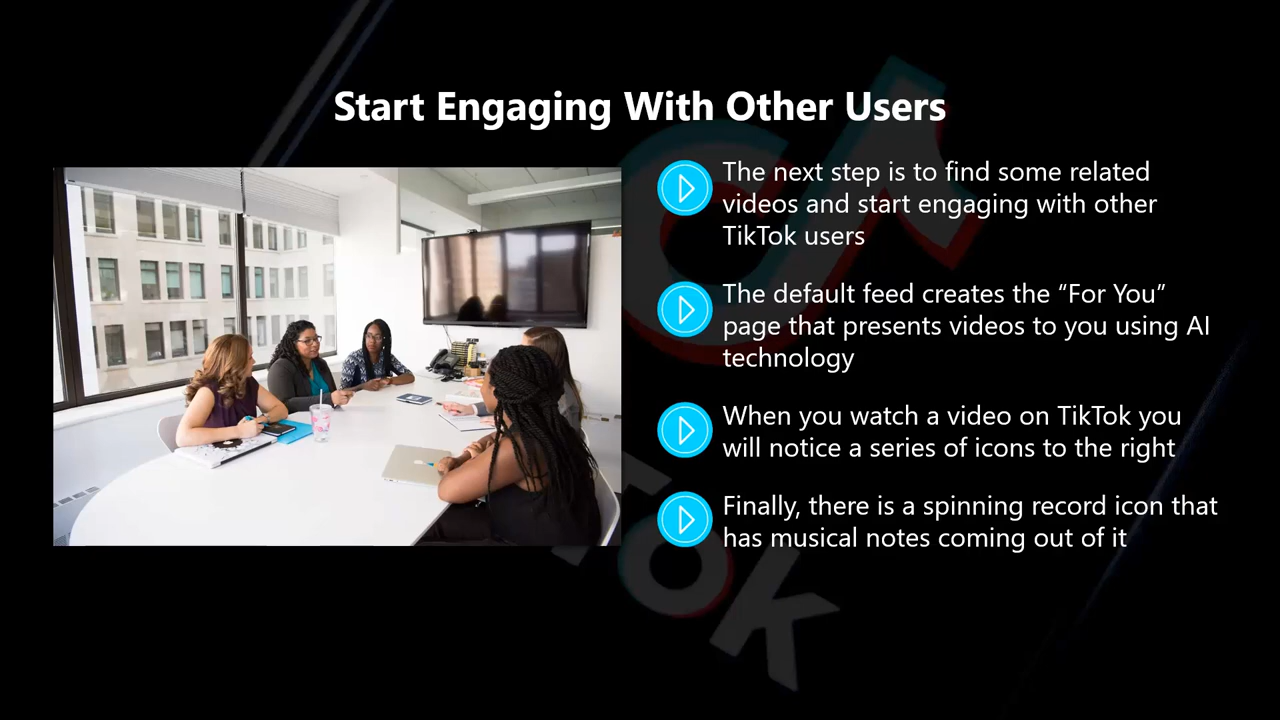 Start Engaging With Other Users
The next step is to find some related
videos and start engaging with other
TikTok users
The default feed creates the “For You”
page that presents videos to you using AI
technology
When you watch a video on TikTok you
will notice a series of icons to the right
Finally, there is a spinning record icon that
has musical notes coming out of it